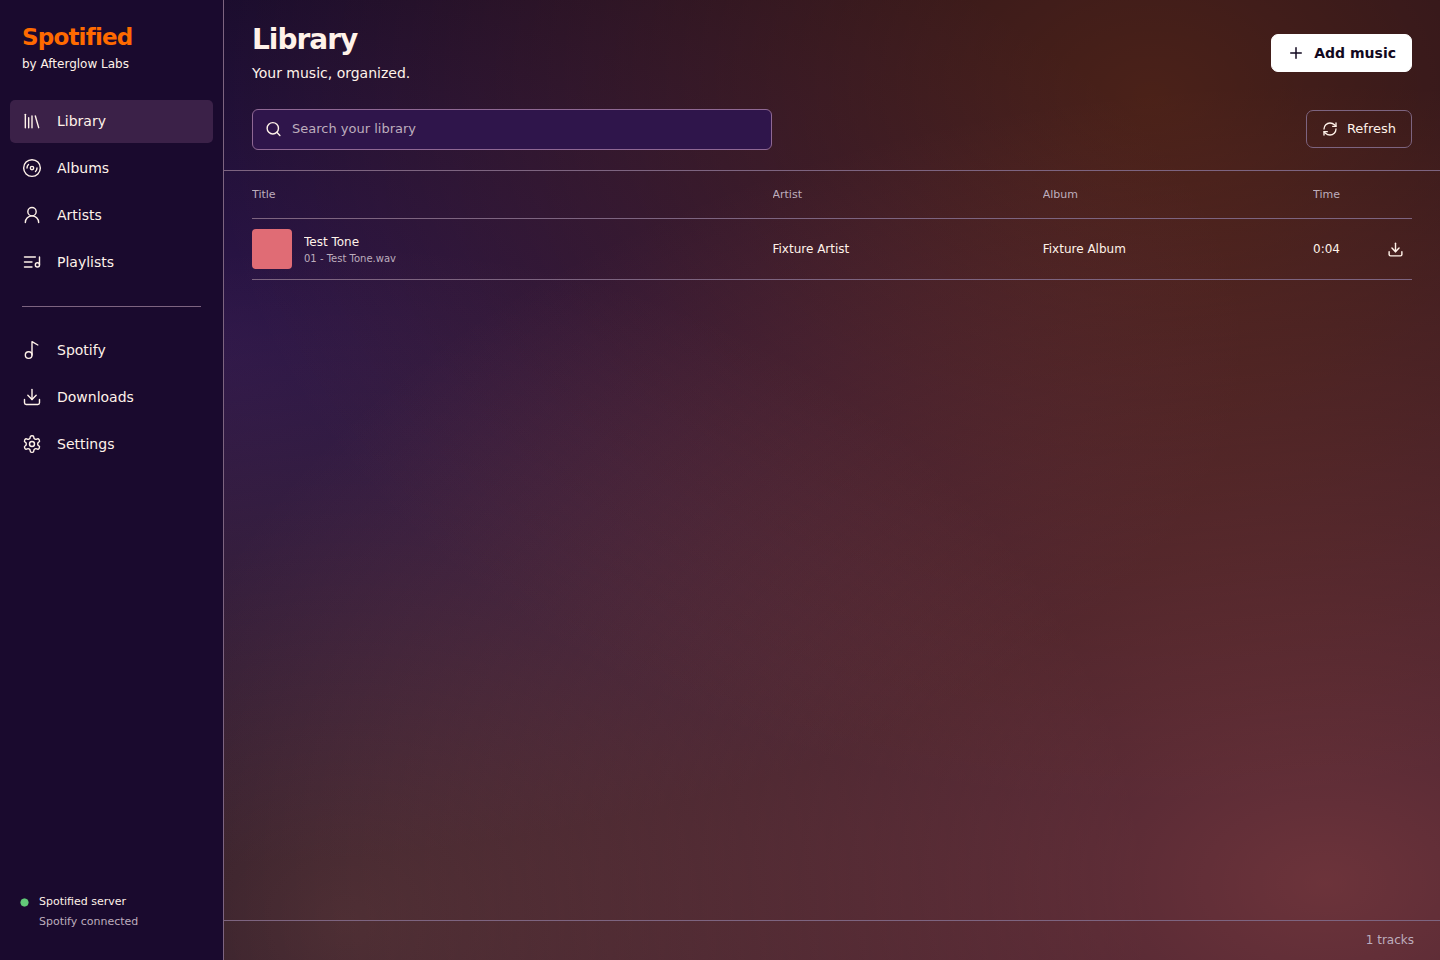 Spotified
by Afterglow Labs
Library
Albums
Artists
Playlists
Spotify
Downloads
Settings
Spotified server
Spotify connected
Library
Your music, organized.
Add music
Search your library
Refresh
Title Artist Album Time
Test Tone
01 - Test Tone.wav
Fixture Artist Fixture Album 0:04
1 tracks